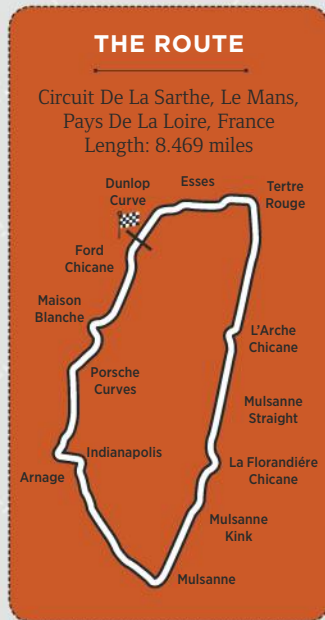 THE ROUTE
Circuit De La Sarthe, Le Mans,
Pays De La Loire, France
Length: 8.469 miles
Dunlop
Curve
Esses
Tertre
Rouge
Ford
Chicane
Maison
Blanche
L'Arche
Chicane
Porsche
Curves
Mulsanne
Straight
Indianapolis
La Florandiére
Chicane
Arnage
Mulsanne
Kink
Mulsanne